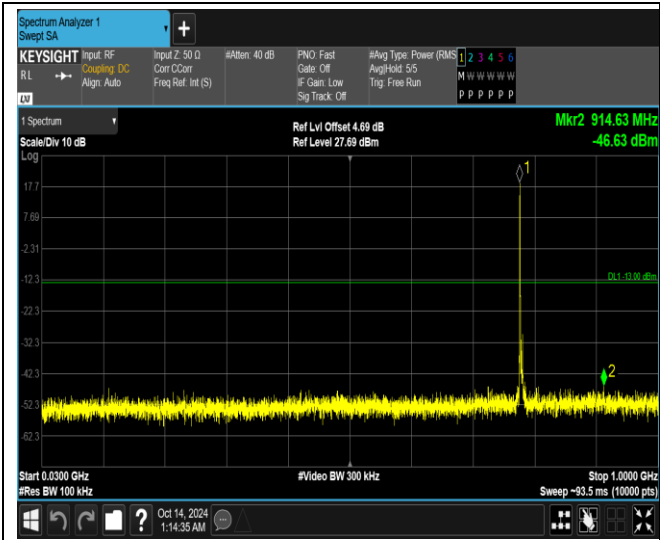 Spectrum Analyzer 1
Swept SA
+
KEYSIGHT
RL
LXI
Input: RF
Coupling: DC
Align: Auto
Input Z: 50 Ω
Corr CCorr
Freq Ref: Int (S)
#Atten: 40 dB
PNO: Fast
Gate: Off
IF Gain: Low
Sig Track: Off
#Avg Type: Power (RMS
Avg|Hold: 5/5
Trig: Free Run
1 2 3 4 5 6
M W W W W W
P P P P P P
1 Spectrum
Scale/Div 10 dB
Log
Ref Lvl Offset 4.69 dB
Ref Level 27.69 dBm
Mkr2 914.63 MHz
-46.63 dBm
1
17.7
7.69
-2.31
-12.3
DL1 -13.00 dBm
-22.3
-32.3
-42.3
2
-52.3
-62.3
Start 0.0300 GHz
#Res BW 100 kHz
#Video BW 300 kHz
Stop 1.0000 GHz
Sweep ~93.5 ms (10000 pts)
?
Oct 14, 2024
1:14:35 AM